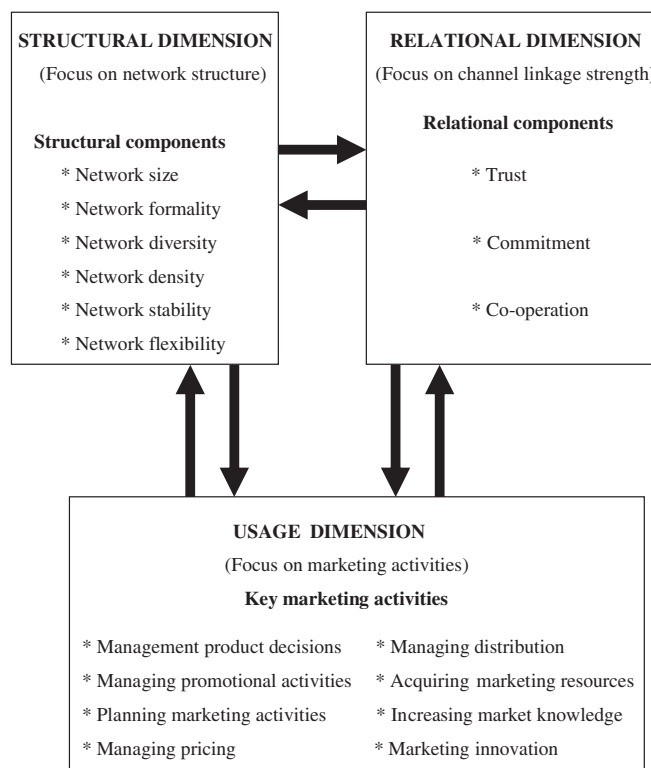 STRUCTURAL DIMENSION
(Focus on network structure)
Structural components
* Network size
* Network formality
* Network diversity
* Network density
* Network stability
* Network flexibility
RELATIONAL DIMENSION
(Focus on channel linkage strength)
Relational components
* Trust
* Commitment
* Co-operation
USAGE DIMENSION
(Focus on marketing activities)
Key marketing activities
* Management product decisions
* Managing promotional activities
* Planning marketing activities
* Managing pricing
* Managing distribution
* Acquiring marketing resources
* Increasing market knowledge
* Marketing innovation